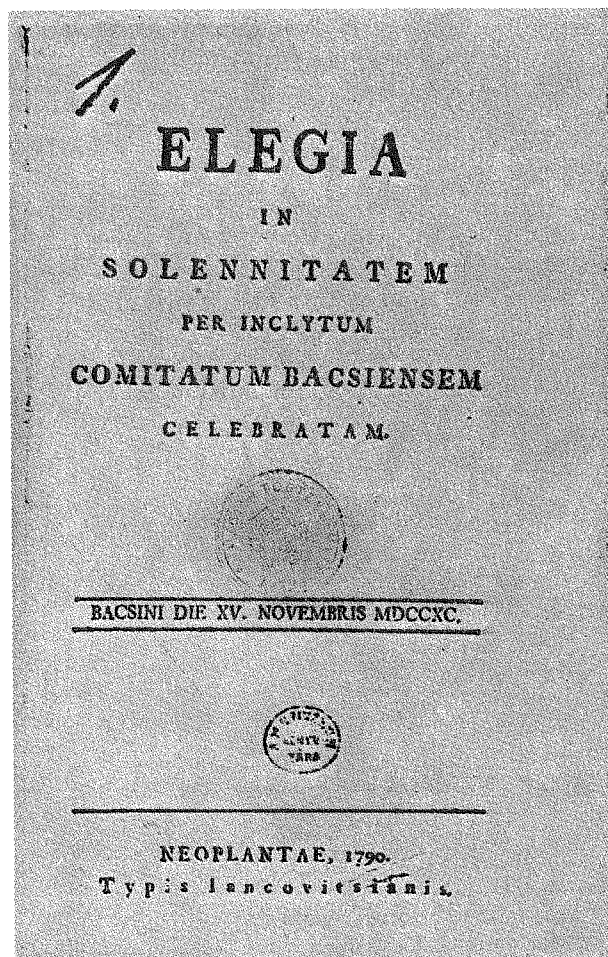 1.
ELEGIA
IN
SOLENNITATEM
PER INCLYTUM
COMITATUM BACSIENSEM
CELEBRATAM.
BACSINI DIE XV. NOVEMBRIS MDCCXC.
NEOPLANTAE, 1790.
Typis Iancovitsianis.